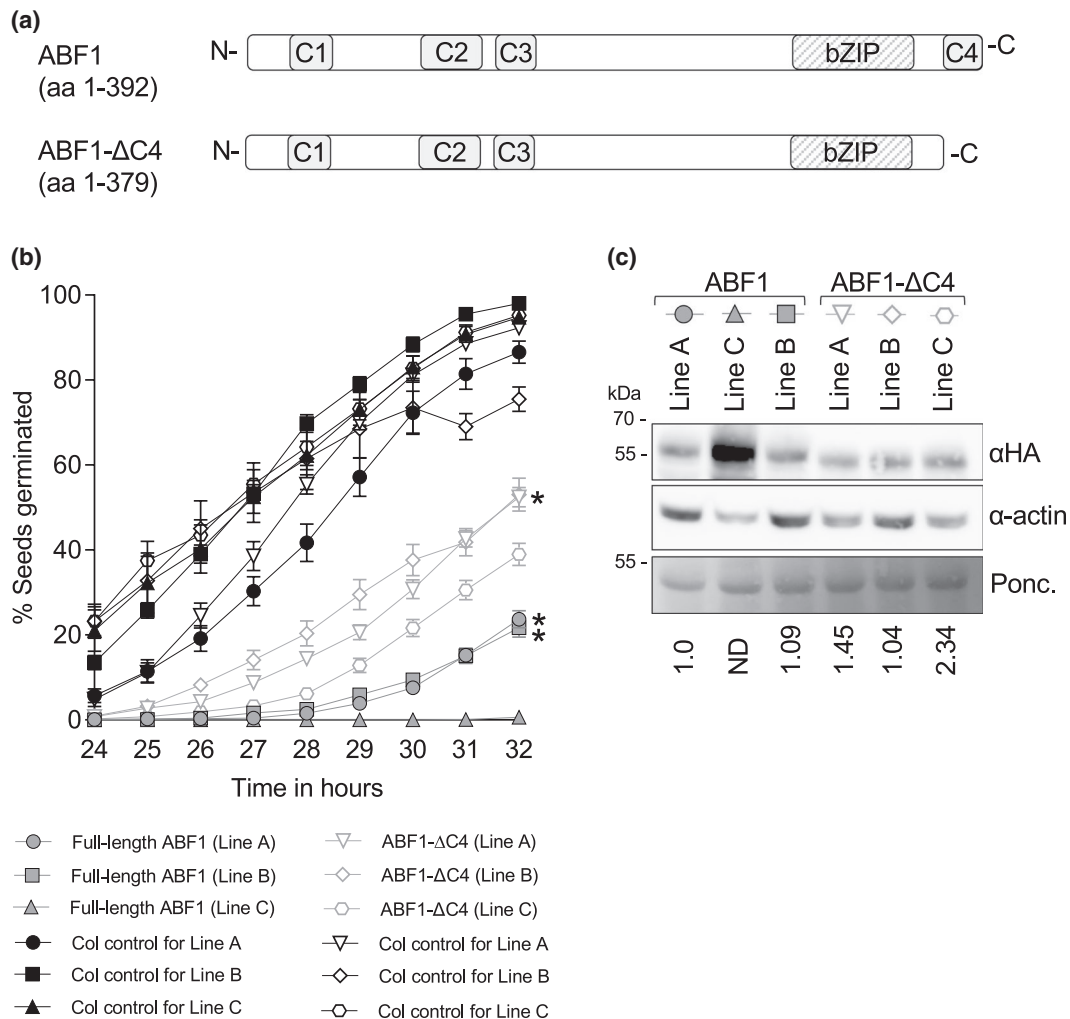 (a)
ABF1
(aa 1-392)
N-
C1
C2
C3
bZIP
C4
-C
ABF1-ΔC4
(aa 1-379)
N-
C1
C2
C3
bZIP
-C
(b)
% Seeds germinated
100
80
60
40
20
0
24 25 26 27 28 29 30 31 32
Time in hours
*
*
*
Full-length ABF1 (Line A)
Full-length ABF1 (Line B)
Full-length ABF1 (Line C)
Col control for Line A
Col control for Line B
Col control for Line C
ABF1-ΔC4 (Line A)
ABF1-ΔC4 (Line B)
ABF1-ΔC4 (Line C)
Col control for Line A
Col control for Line B
Col control for Line C
(c)
ABF1 ABF1-ΔC4
Line A
Line C
Line B
Line A
Line B
Line C
kDa
70 -
55 -
αHA
α-actin
55 -
Ponc.
1.0
ND
1.09
1.45
1.04
2.34